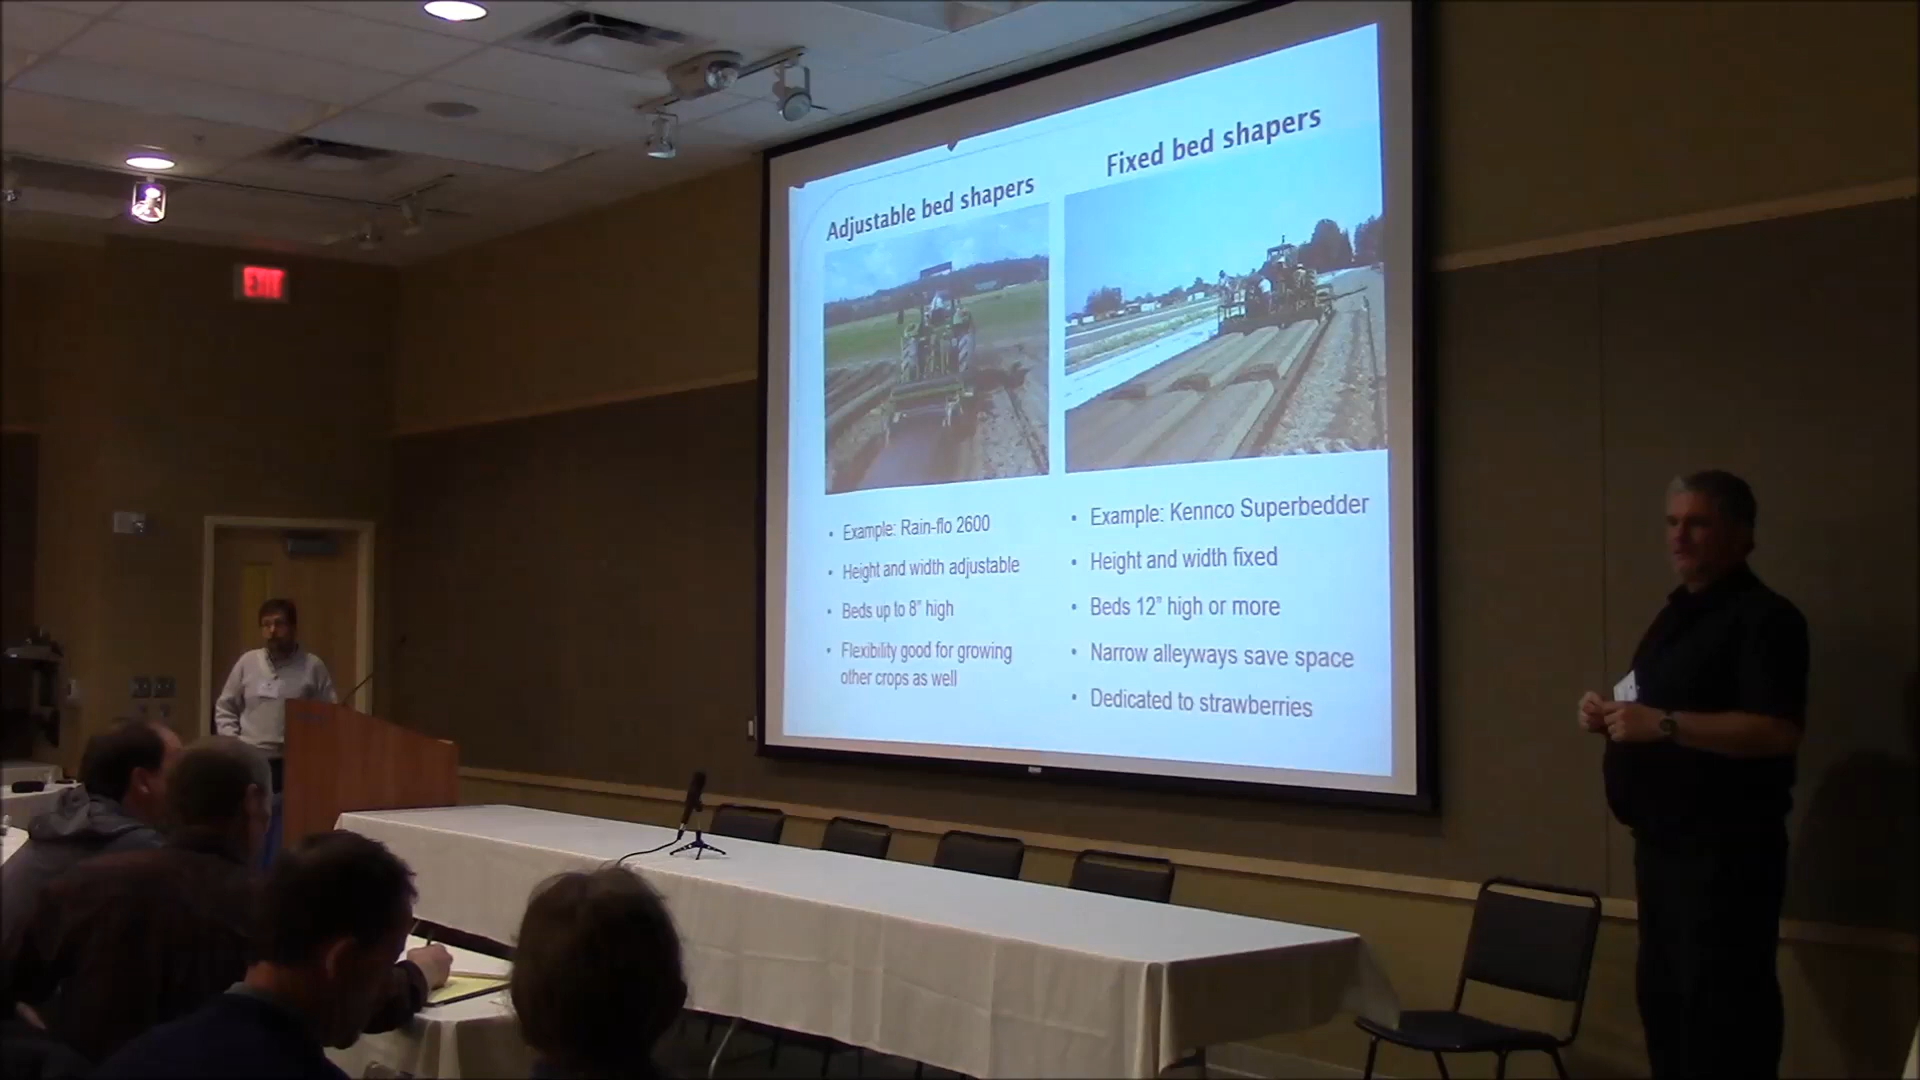 EXIT
Adjustable bed shapers
• Example: Rain-flo 2600
• Height and width adjustable
• Beds up to 8" high
• Flexibility good for growing
other crops as well
Fixed bed shapers
• Example: Kennco Superbedder
• Height and width fixed
• Beds 12" high or more
• Narrow alleyways save space
• Dedicated to strawberries